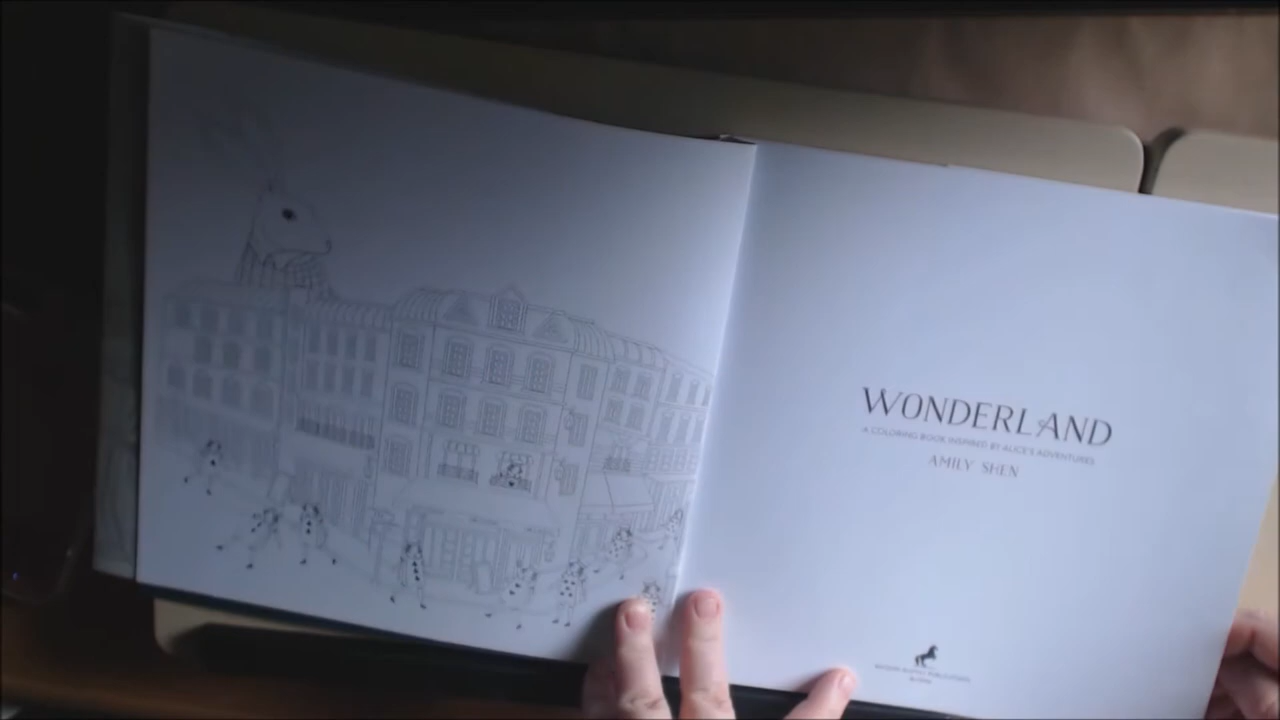 WONDERLAND
A COLORING BOOK INSPIRED BY ALICE'S ADVENTURES
AMILY SHEN